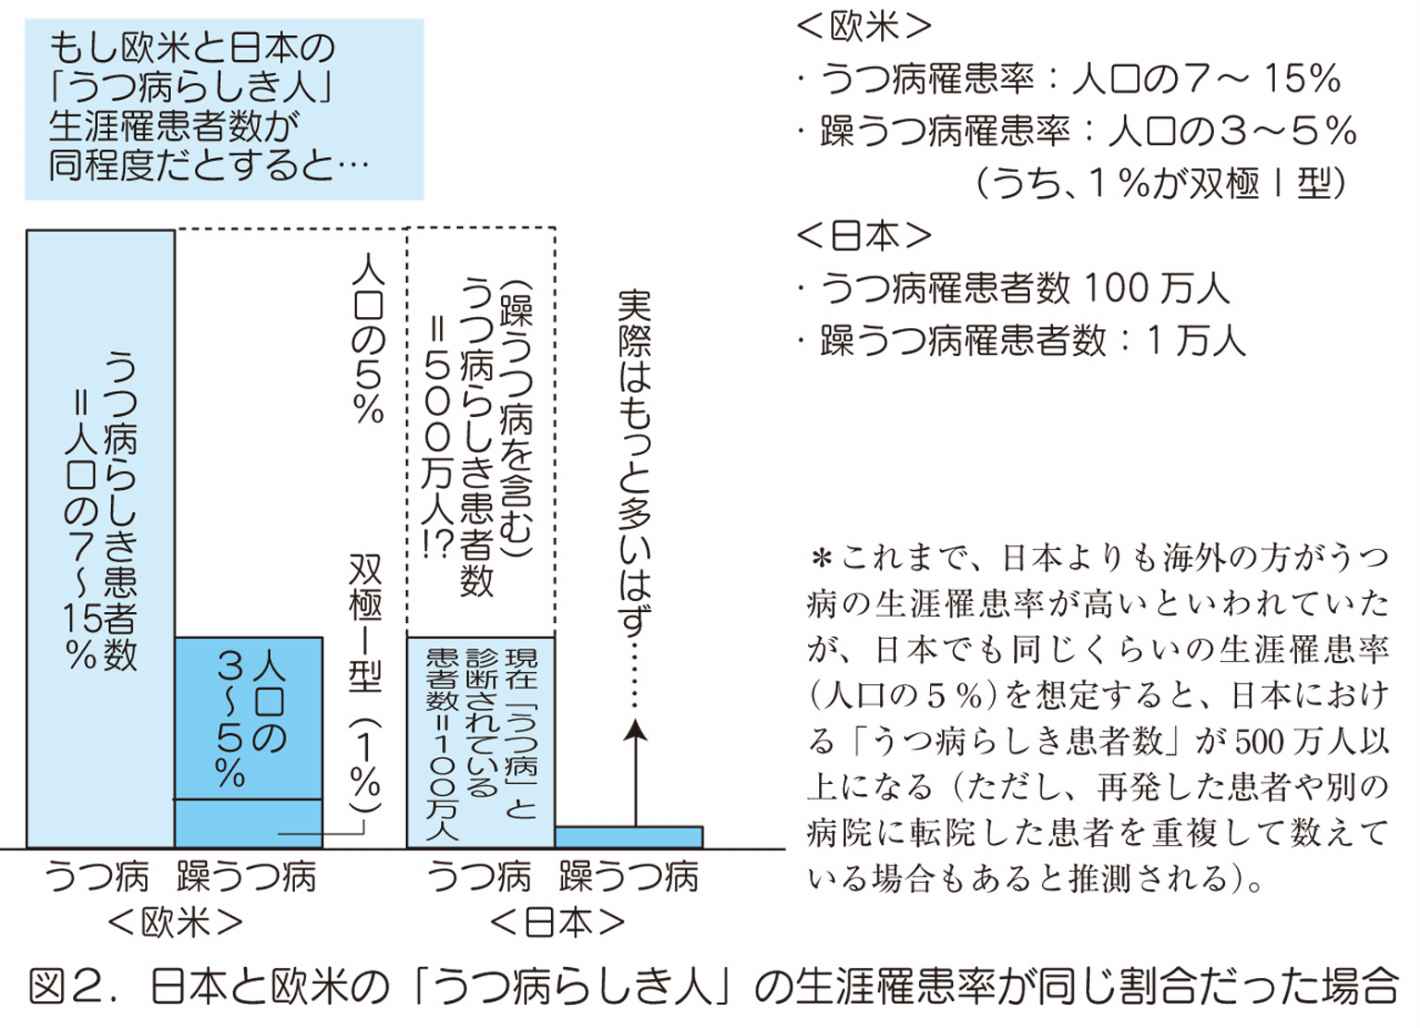 もし欧米と日本の
「うつ病らしき人」
生涯罹患者数が
同程度だとすると…
＜欧米＞
・うつ病罹患率：人口の７～15%
・躁うつ病罹患率：人口の３～５％
（うち、１％が双極Ⅰ型）
＜日本＞
・うつ病罹患者数 100 万人
・躁うつ病罹患者数：１万人
うつ病らしき患者数
＝人口の７～15％
人口の
３～５％
人口の５％
双極Ⅰ型（１％）
（躁うつ病を含む）
うつ病らしき患者数
＝５００万人!?
現在「うつ病」と
診断されている
患者数＝１００万人
実際はもっと多いはず……
うつ病 躁うつ病
＜欧米＞
うつ病 躁うつ病
＜日本＞
＊これまで、日本よりも海外の方がうつ
病の生涯罹患率が高いといわれていた
が、日本でも同じくらいの生涯罹患率
（人口の５％）を想定すると、日本におけ
る「うつ病らしき患者数」が 500 万人以
上になる（ただし、再発した患者や別の
病院に転院した患者を重複して数えて
いる場合もあると推測される）。
図２．日本と欧米の「うつ病らしき人」の生涯罹患率が同じ割合だった場合